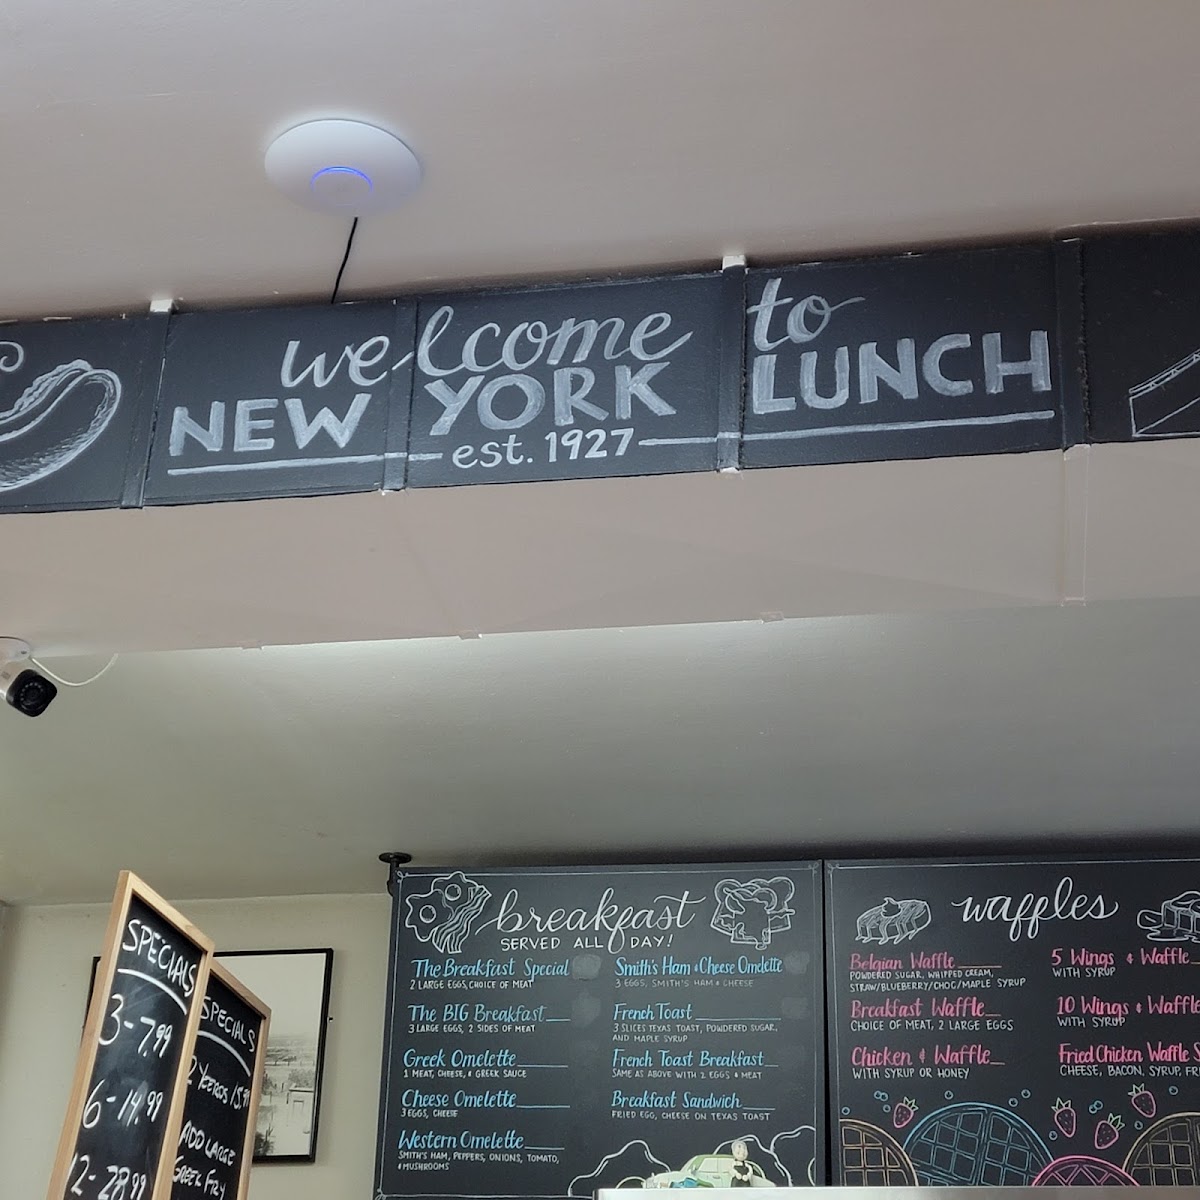 welcome to
NEW YORK LUNCH
est. 1927
SPECIALS
3-7.99
6-14.99
12-28.99
SPECIALS
2 YEEROS 15.99
ADD LARGE
GREEK FRY
breakfast
SERVED ALL DAY!
The Breakfast Special
2 LARGE EGGS, CHOICE OF MEAT
The BIG Breakfast
3 LARGE EGGS, 2 SIDES OF MEAT
Greek Omelette
1 MEAT, CHEESE, & GREEK SAUCE
Cheese Omelette
3 EGGS, CHEESE
Western Omelette
SMITH'S HAM, PEPPERS, ONIONS, TOMATO,
& MUSHROOMS
Smith's Ham & Cheese Omelette
3 EGGS, SMITH'S HAM & CHEESE
French Toast
3 SLICES TEXAS TOAST, POWDERED SUGAR,
AND MAPLE SYRUP
French Toast Breakfast
SAME AS ABOVE WITH 2 EGGS & MEAT
Breakfast Sandwich
FRIED EGG, CHEESE ON TEXAS TOAST
waffles
Belgian Waffle
POWDERED SUGAR, WHIPPED CREAM,
STRAW/BLUEBERRY/CHOC/MAPLE SYRUP
Breakfast Waffle
CHOICE OF MEAT, 2 LARGE EGGS
Chicken & Waffle
WITH SYRUP OR HONEY
5 Wings & Waffle
WITH SYRUP
10 Wings & Waffle
WITH SYRUP
Fried Chicken Waffle S
CHEESE, BACON, SYRUP, FRI